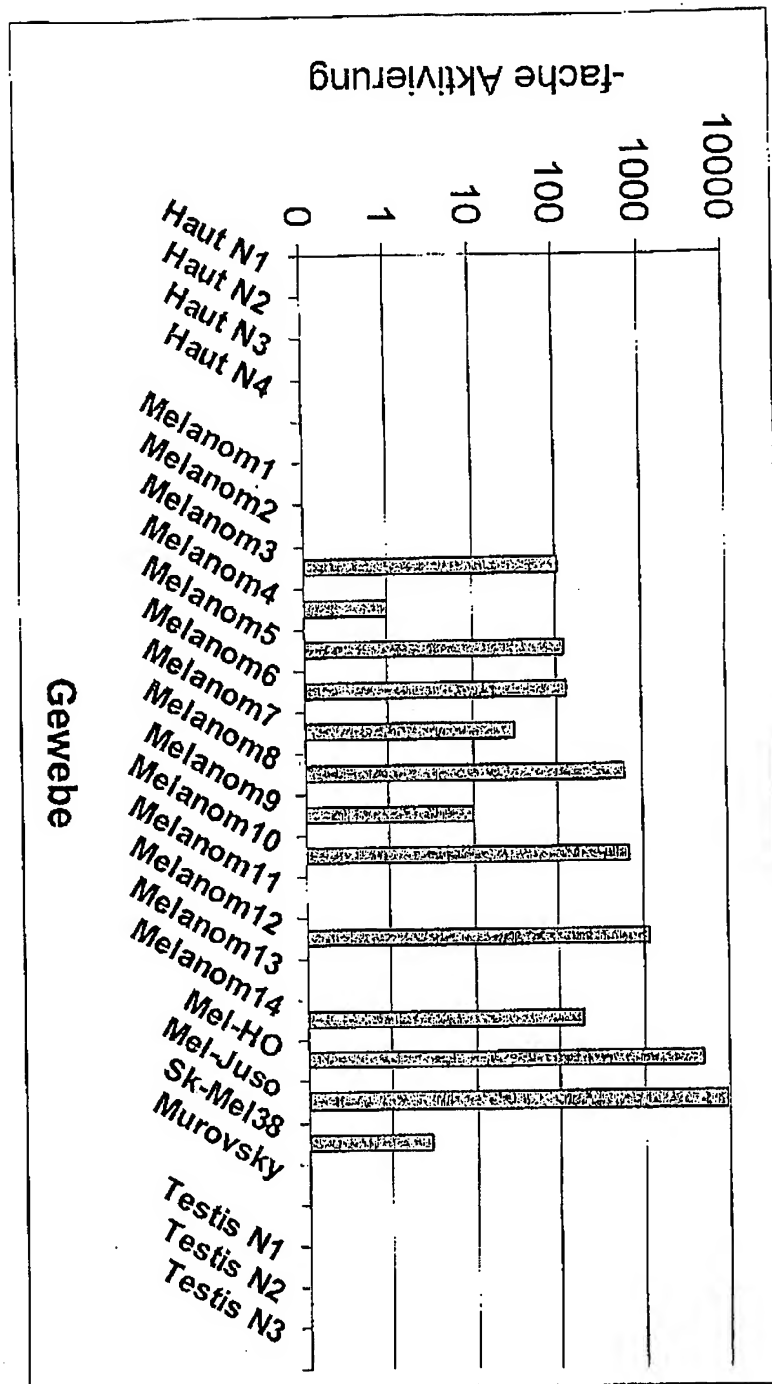 -fache Aktivierung
10000
1000
100
10
1
0
Haut N1
Haut N2
Haut N3
Haut N4
Melanom1
Melanom2
Melanom3
Melanom4
Melanom5
Melanom6
Melanom7
Melanom8
Melanom9
Melanom10
Melanom11
Melanom12
Melanom13
Melanom14
Mel-HO
Mel-Juso
Sk-Mel38
Murovsky
Testis N1
Testis N2
Testis N3
Gewebe